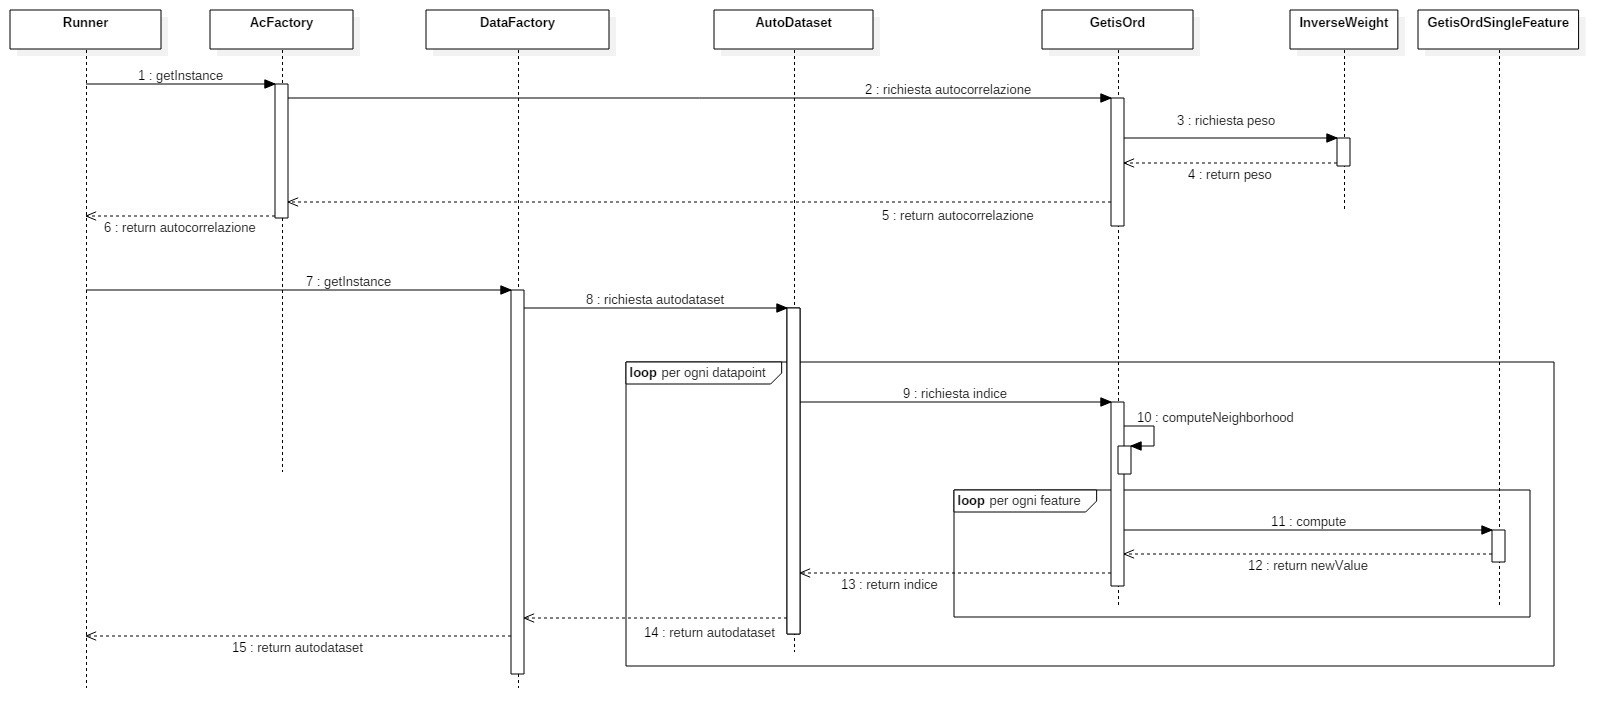 Runner
AcFactory
DataFactory
AutoDataset
GetisOrd
InverseWeight
GetisOrdSingleFeature
1 : getInstance
2 : richiesta autocorrelazione
3 : richiesta peso
4 : return peso
5 : return autocorrelazione
6 : return autocorrelazione
7 : getInstance
8 : richiesta autodataset
loop per ogni datapoint
9 : richiesta indice
10 : computeNeighborhood
loop per ogni feature
11 : compute
12 : return newValue
13 : return indice
14 : return autodataset
15 : return autodataset